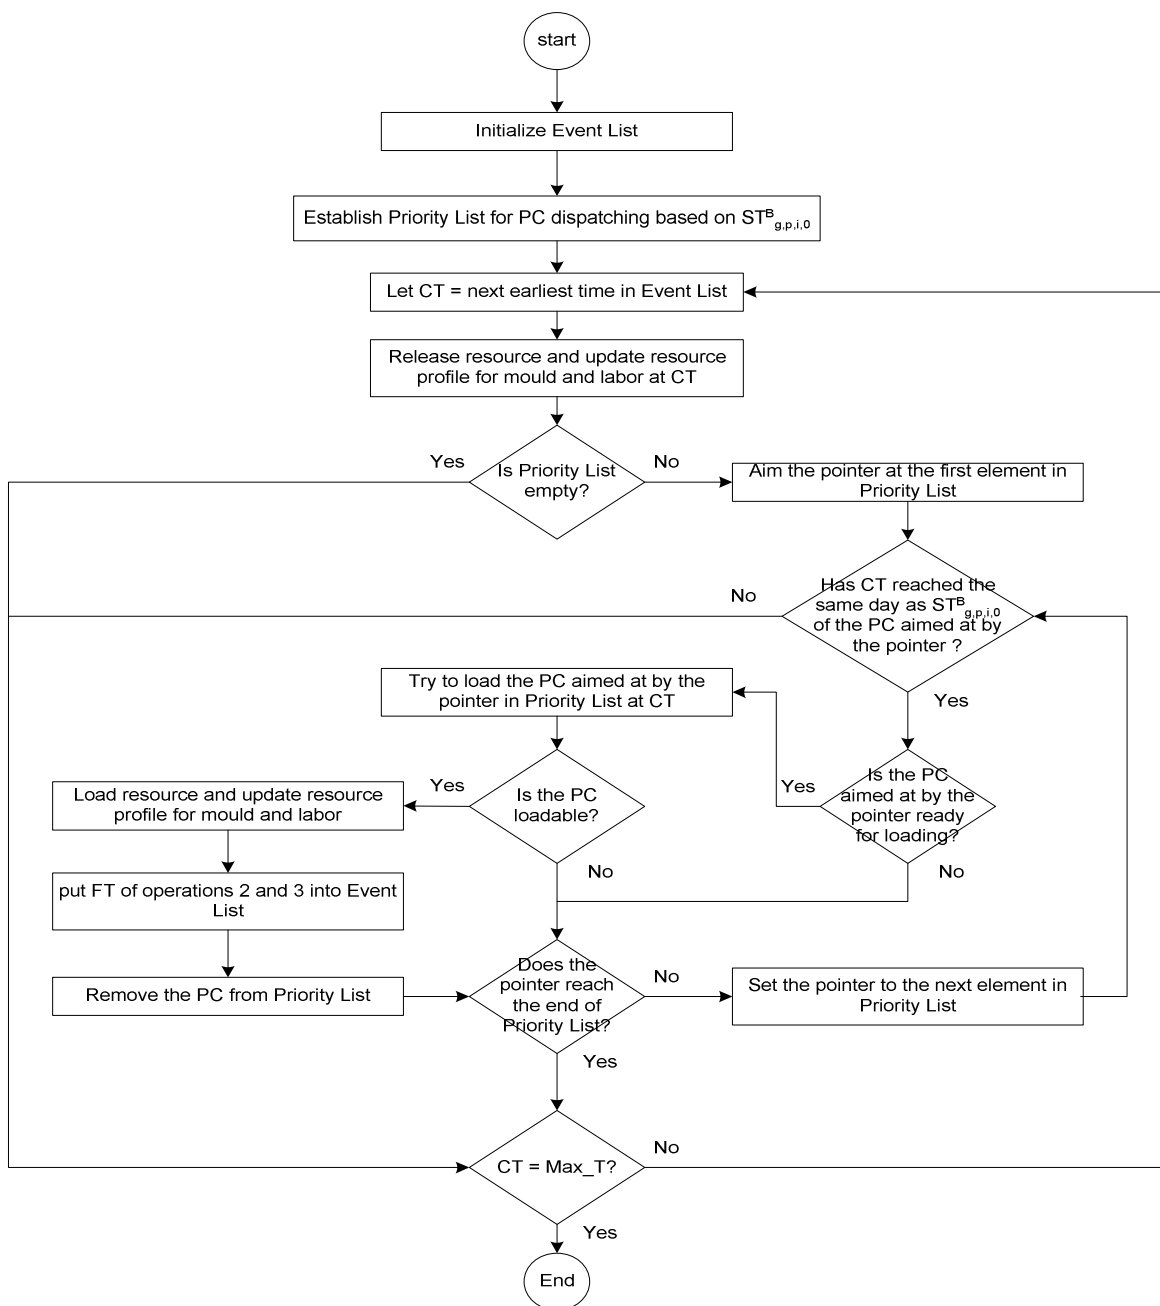 start
Initialize Event List
Establish Priority List for PC dispatching based on ST^B_g,p,i,0
Let CT = next earliest time in Event List
Release resource and update resource
profile for mould and labor at CT
Yes
Is Priority List
empty?
No
Aim the pointer at the first element in
Priority List
No
Has CT reached the
same day as ST^B_g,p,i,0
of the PC aimed at by
the pointer ?
Yes
Try to load the PC aimed at by the
pointer in Priority List at CT
Is the PC
aimed at by the
pointer ready
for loading?
Yes
No
Is the PC
loadable?
Yes
No
Load resource and update resource
profile for mould and labor
put FT of operations 2 and 3 into Event
List
Remove the PC from Priority List
Does the
pointer reach
the end of
Priority List?
No
Set the pointer to the next element in
Priority List
Yes
CT = Max_T?
No
Yes
End